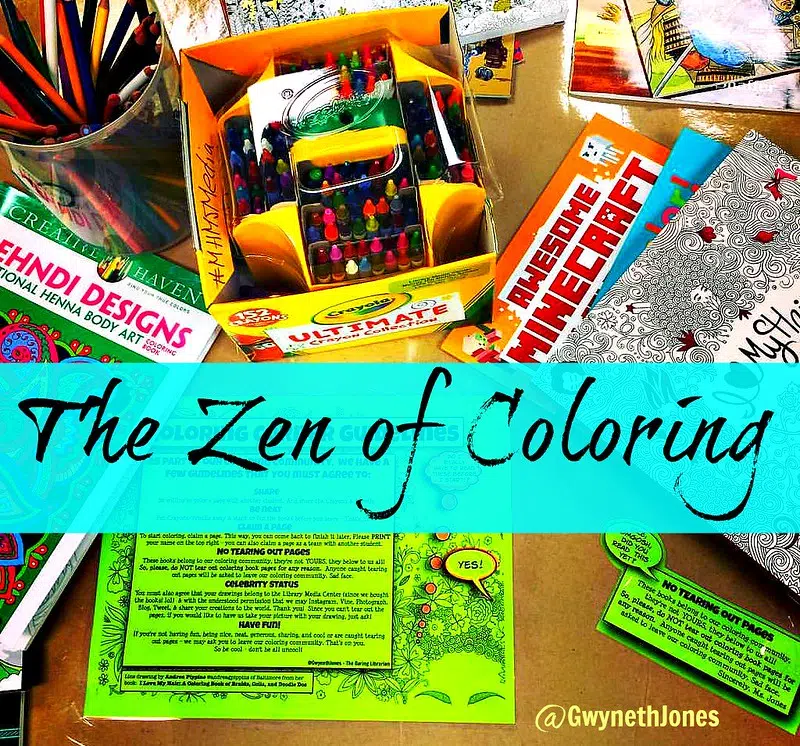 #MHMSMedia
CREATIVE HAVEN
FIND YOUR TRUE COLORS
EHNDI DESIGNS
TIONAL HENNA BODY ART
COLORING BOOK
152
Crayola
ULTIMATE
Crayon Collection
AWESOME
MINECRAFT
My Hair
The Zen of Coloring
COLORING CORNER GUIDELINES
FEW GUIDELINES THAT YOU MUST AGREE TO:
SHARE
BE NEAT
CLAIM A PAGE
To start coloring, claim a page. This way, you can come back to finish it later. Please PRINT
your name on the top right - you can also claim a page as a team with another student.
NO TEARING OUT PAGES
These books belong to our coloring community, they're not YOURS, they belong to us all!
So, please, do NOT tear out coloring book pages for any reason. Anyone caught tearing
out pages will be asked to leave our coloring community. Sad face.
CELEBRITY STATUS
You must also agree that your drawings belong to the Library Media Center (since we bought
the books! lol) & with the understood permission that we may Instagram, Vine, Photograph,
Blog, Tweet, & share your creations to the world. Thank you! Since you can't tear out the
pages, if you would like to have us take your picture with your drawing, just ask!
HAVE FUN!
If you're not having fun, being nice, neat, generous, sharing, and cool or are caught tearing
out pages - we may ask you to leave our coloring community. That's on you.
So be cool - don't be all uncool!
@GwynethJones - The Daring Librarian
Line drawing by Andrea Pippins @andreapippins of Baltimore from her
book: I Love My Hair: A Coloring Book of Braids, Coils, and Doodle Dos
YES!
DID YOU
READ THIS
YET?
NO TEARING OUT PAGES
These books belong to our coloring community,
they're not YOURS, they belong to us all!
So, please, do NOT tear out coloring book pages for
any reason. Anyone caught tearing out pages will be
asked to leave our coloring community. Sad face.
Sincerely, Ms. Jones
@GwynethJones